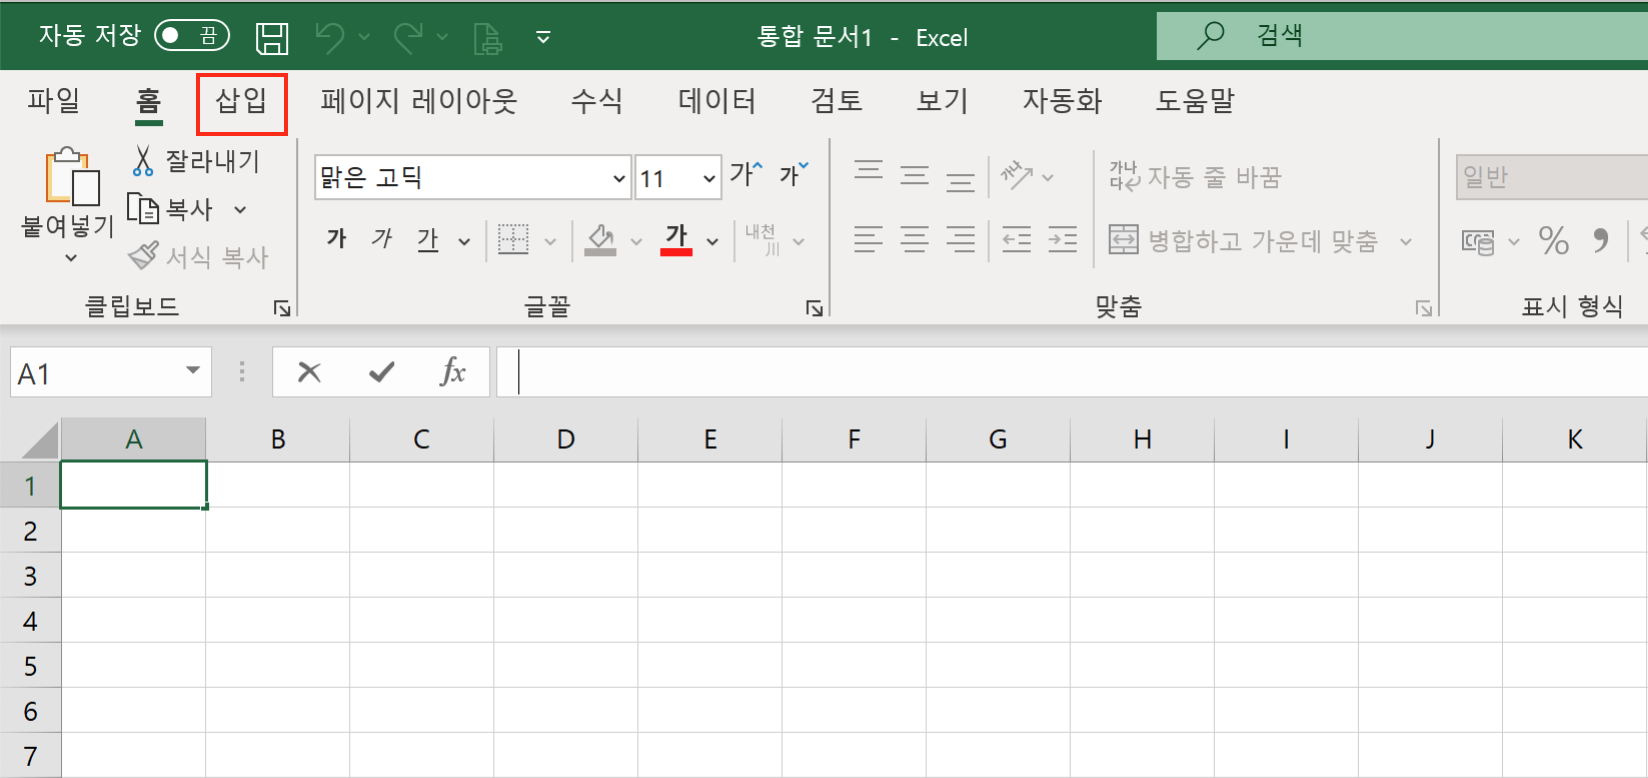 자동 저장 끔 통합 문서1 - Excel 검색
파일 홈 삽입 페이지 레이아웃 수식 데이터 검토 보기 자동화 도움말
붙여넣기
잘라내기
복사
서식 복사
클립보드
맑은 고딕 11 가 가
가 가 가 가 내천 川
글꼴
가나다 자동 줄 바꿈
병합하고 가운데 맞춤
맞춤
일반
% ,
표시 형식
A1 fx
A B C D E F G H I J K
1
2
3
4
5
6
7